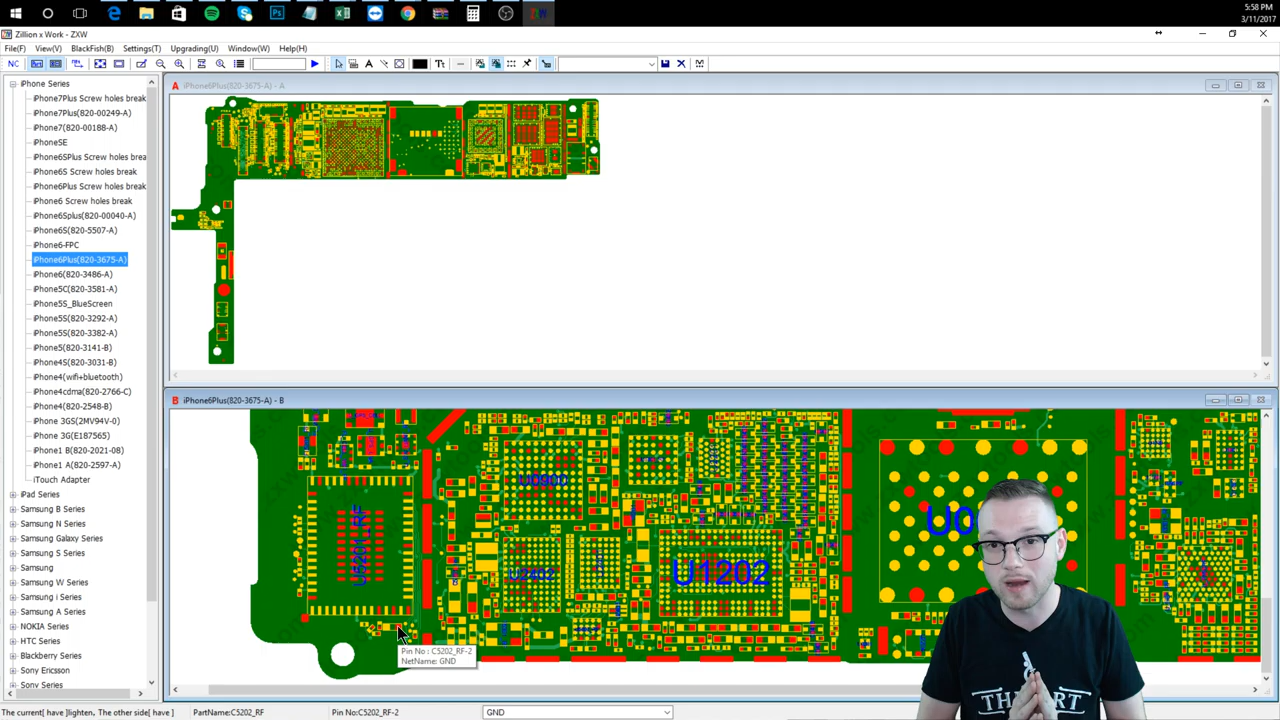 5:58 PM
3/11/2017
Zillion x Work - ZXW
File(F) View(V) BlackFish(B) Settings(T) Upgrading(U) Window(W) Help(H)
NC
iPhone Series
iPhone7Plus Screw holes break
iPhone7Plus(820-00249-A)
iPhone7(820-00188-A)
iPhoneSE
iPhone6SPlus Screw holes brea
iPhone6S Screw holes break
iPhone6Plus Screw holes break
iPhone6 Screw holes break
iPhone6Splus(820-00040-A)
iPhone6S(820-5507-A)
iPhone6-FPC
iPhone6Plus(820-3675-A)
iPhone6(820-3486-A)
iPhone5C(820-3581-A)
iPhone5S_BlueScreen
iPhone5S(820-3292-A)
iPhone5S(820-3382-A)
iPhone5(820-3141-B)
iPhone4S(820-3031-B)
iPhone4(wifi+bluetooth)
iPhone4cdma(820-2766-C)
iPhone4(820-2548-B)
iPhone 3GS(2MV94V-0)
iPhone 3G(E187565)
iPhone1 B(820-2021-08)
iPhone1 A(820-2597-A)
iTouch Adapter
iPad Series
Samsung B Series
Samsung N Series
Samsung Galaxy Series
Samsung S Series
Samsung
Samsung W Series
Samsung i Series
Samsung A Series
NOKIA Series
HTC Series
Blackberry Series
Sony Ericsson
Sony Series
A iPhone6Plus(820-3675-A) - A
B iPhone6Plus(820-3675-A) - B
U5201_RF
U0900
U2402
U1202
U0
Pin No : C5202_RF-2
NetName: GND
THE ART
The current[ have ]lighten, The other side[ have ]
PartName:C5202_RF
Pin No:C5202_RF-2
GND